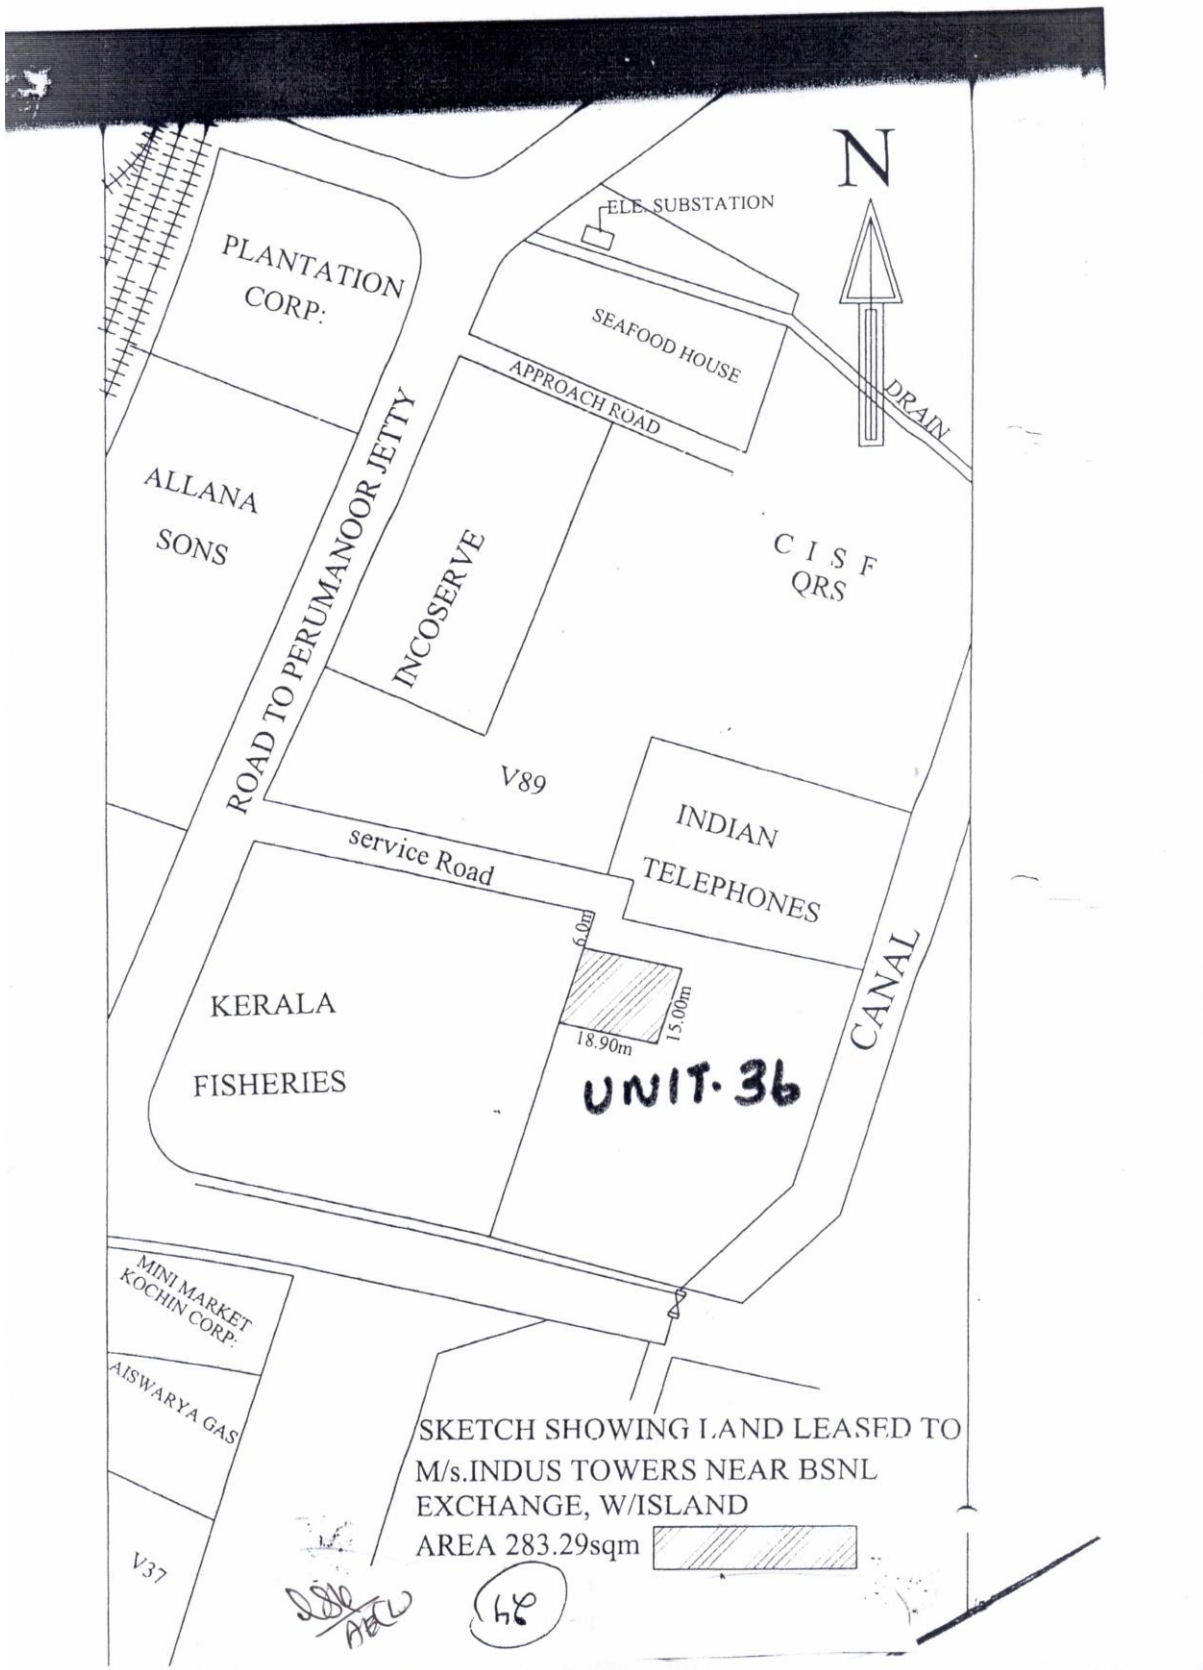 N
ELE. SUBSTATION
PLANTATION
CORP:
SEAFOOD HOUSE
APPROACH ROAD
DRAIN
ALLANA
SONS
ROAD TO PERUMANOOR JETTY
INCOSERVE
C I S F
QRS
V89
INDIAN
TELEPHONES
service Road
6.0m
CANAL
KERALA
FISHERIES
15.00m
18.90m
UNIT. 36
MINI MARKET
KOCHIN CORP:
AISWARYA GAS
V37
SKETCH SHOWING LAND LEASED TO
M/s.INDUS TOWERS NEAR BSNL
EXCHANGE, W/ISLAND
AREA 283.29sqm